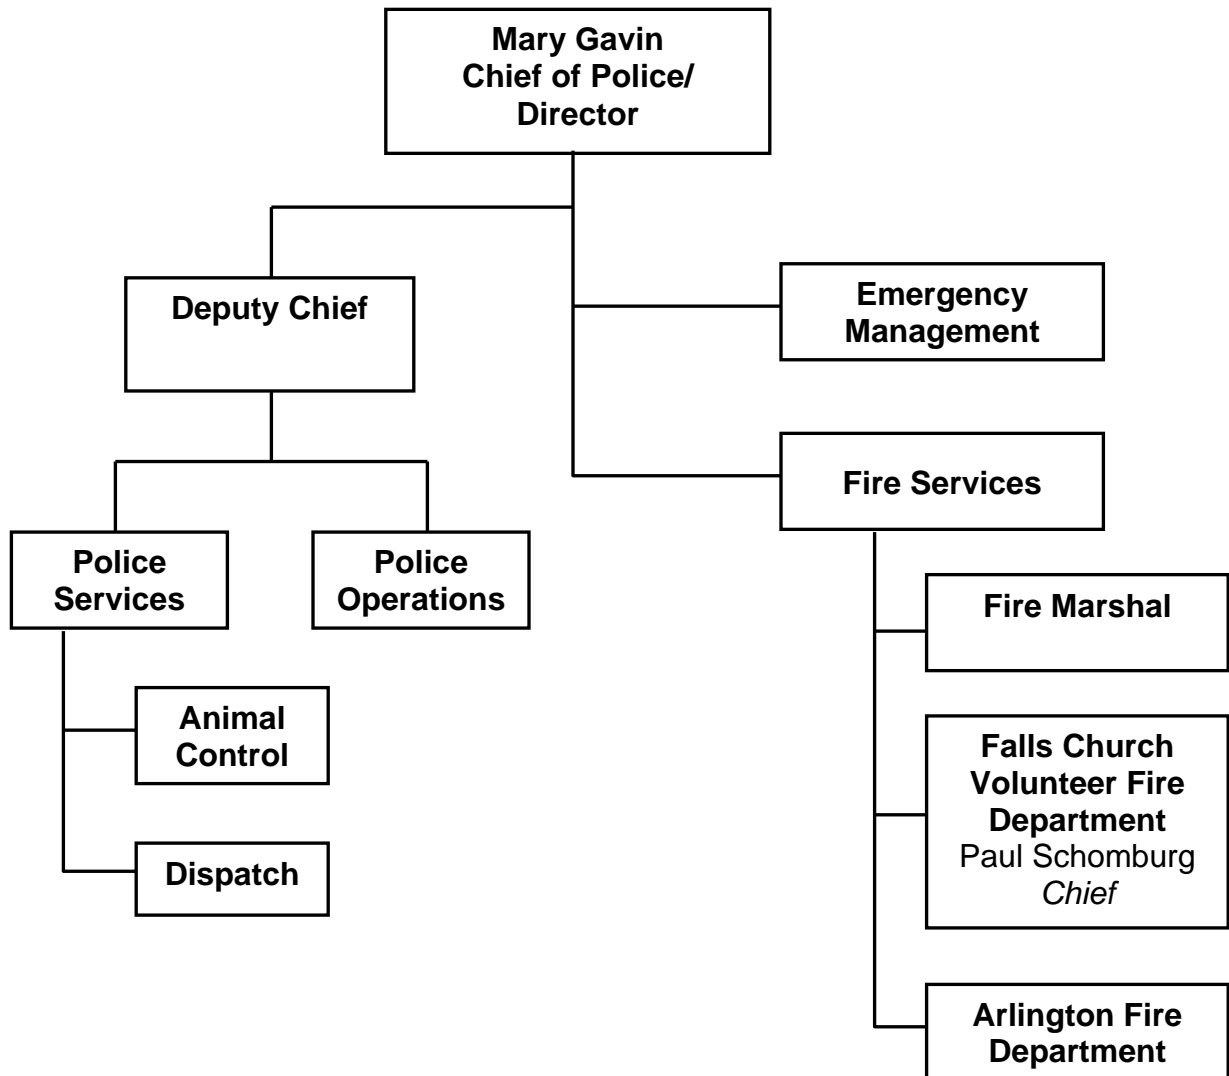 Mary Gavin
Chief of Police/
Director
Deputy Chief
Emergency
Management
Fire Services
Police
Services
Police
Operations
Fire Marshal
Animal
Control
Falls Church
Volunteer Fire
Department
Paul Schomburg
Chief
Dispatch
Arlington Fire
Department